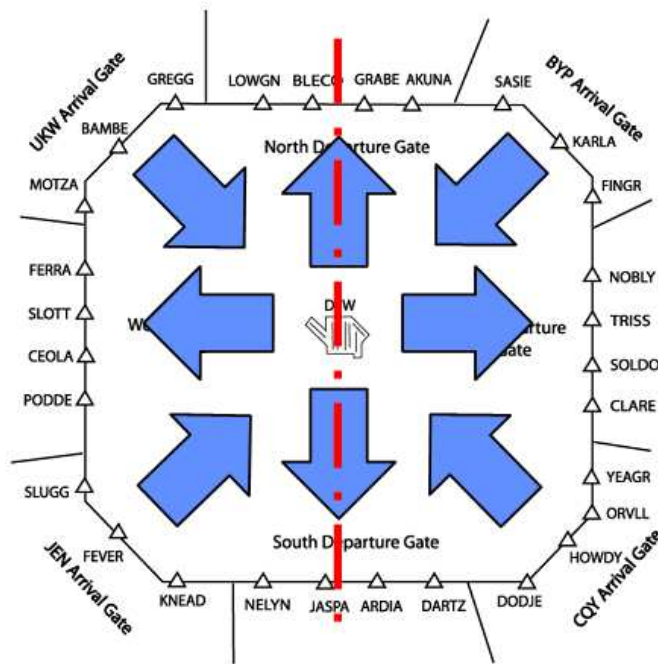 GREGG
LOWGN
BLECO
GRABE
AKUNA
SASIE
UKW Arrival Gate
BYP Arrival Gate
BAMBE
KARLA
North Departure Gate
MOTZA
FINGR
FERRA
NOBLY
SLOTT
DFW
TRISS
CEOLA
Gate
SOLDO
PODDE
CLARE
SLUGG
YEAGR
ORVLL
FEVER
South Departure Gate
HOWDY
JEN Arrival Gate
CQY Arrival Gate
KNEAD
NELYN
JASPA
ARDIA
DARTZ
DODJE